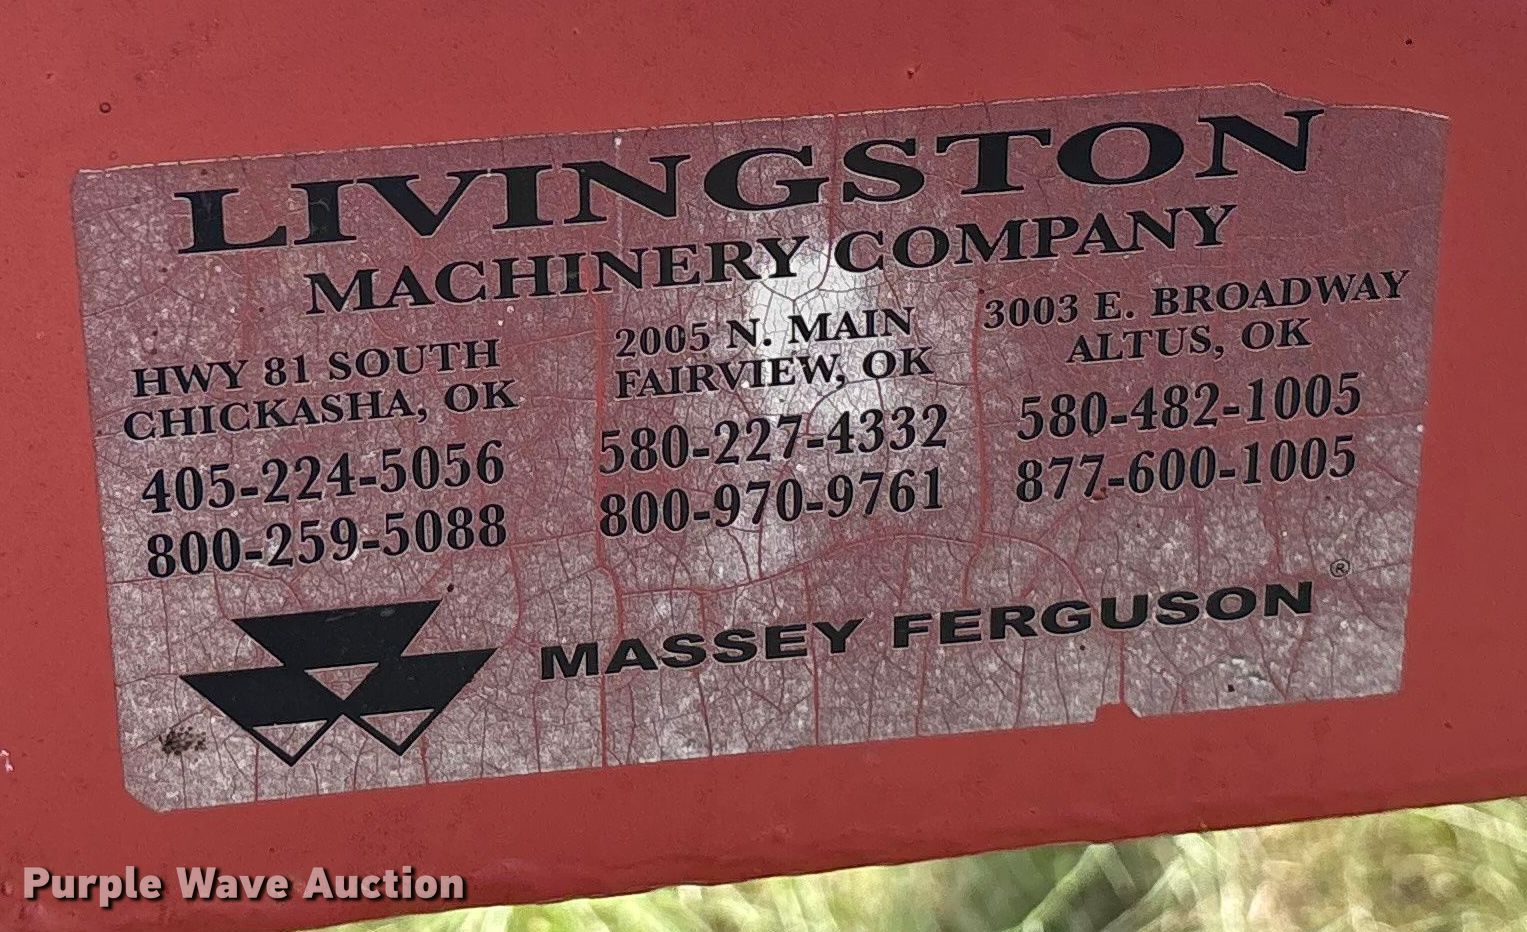 LIVINGSTON
MACHINERY COMPANY
HWY 81 SOUTH
CHICKASHA, OK
405-224-5056
800-259-5088
2005 N. MAIN
FAIRVIEW, OK
580-227-4332
800-970-9761
3003 E. BROADWAY
ALTUS, OK
580-482-1005
877-600-1005
MASSEY FERGUSON ®
Purple Wave Auction